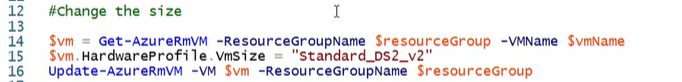 12 #Change the size
13
14 $vm = Get-AzureRmVM -ResourceGroupName $resourceGroup -VMName $vmName
15 $vm.HardwareProfile.VmSize = "Standard_DS2_v2"
16 Update-AzureRmVM -VM $vm -ResourceGroupName $resourceGroup